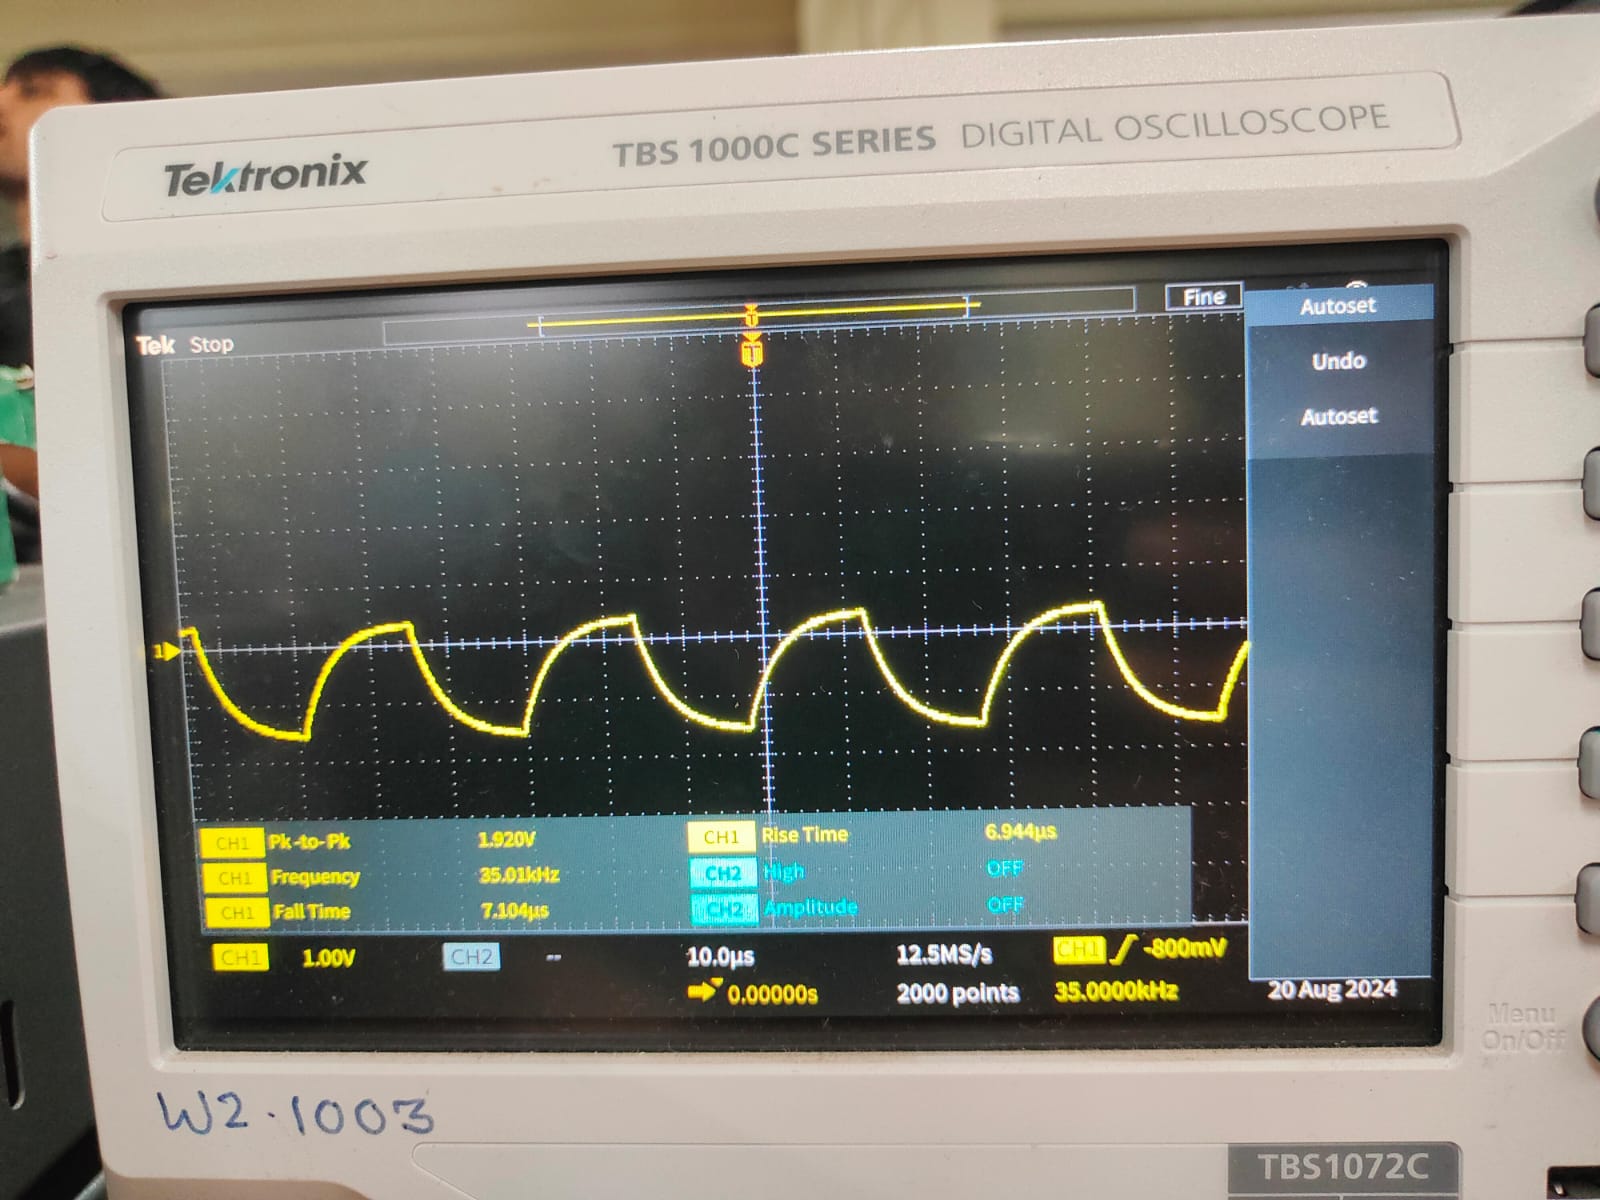 Tektronix
TBS 1000C SERIES DIGITAL OSCILLOSCOPE
Tek Stop
Fine
Autoset
Undo
Autoset
T
T
1
CH1 Pk-to-Pk 1.920V
CH1 Frequency 35.01kHz
CH1 Fall Time 7.104µs
CH1 Rise Time 6.944µs
CH2 High OFF
CH2 Amplitude OFF
CH1 1.00V CH2 -- 10.0µs 12.5MS/s CH1 -800mV
0.00000s 2000 points 35.0000kHz 20 Aug 2024
Menu
On/Off
W2.1003
TBS1072C